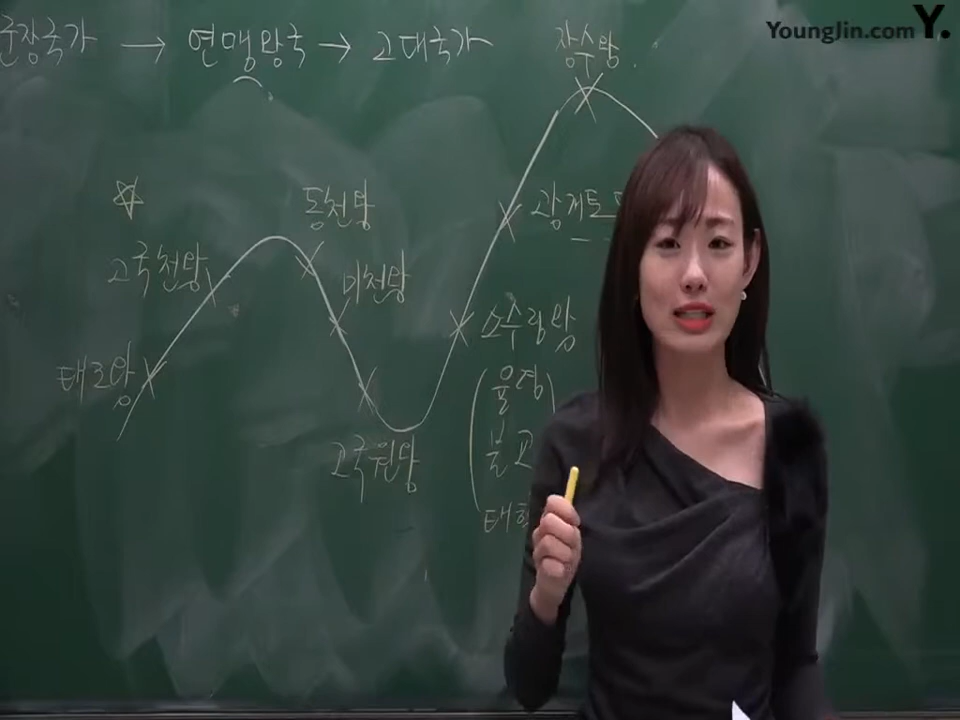 군장국가 → 연맹왕국 → 고대국가
장수왕.
YoungJin.com Y.
동천왕
광개토
고국천왕
미천왕
소수림왕
태조왕
율령
불교
고국원왕
태학